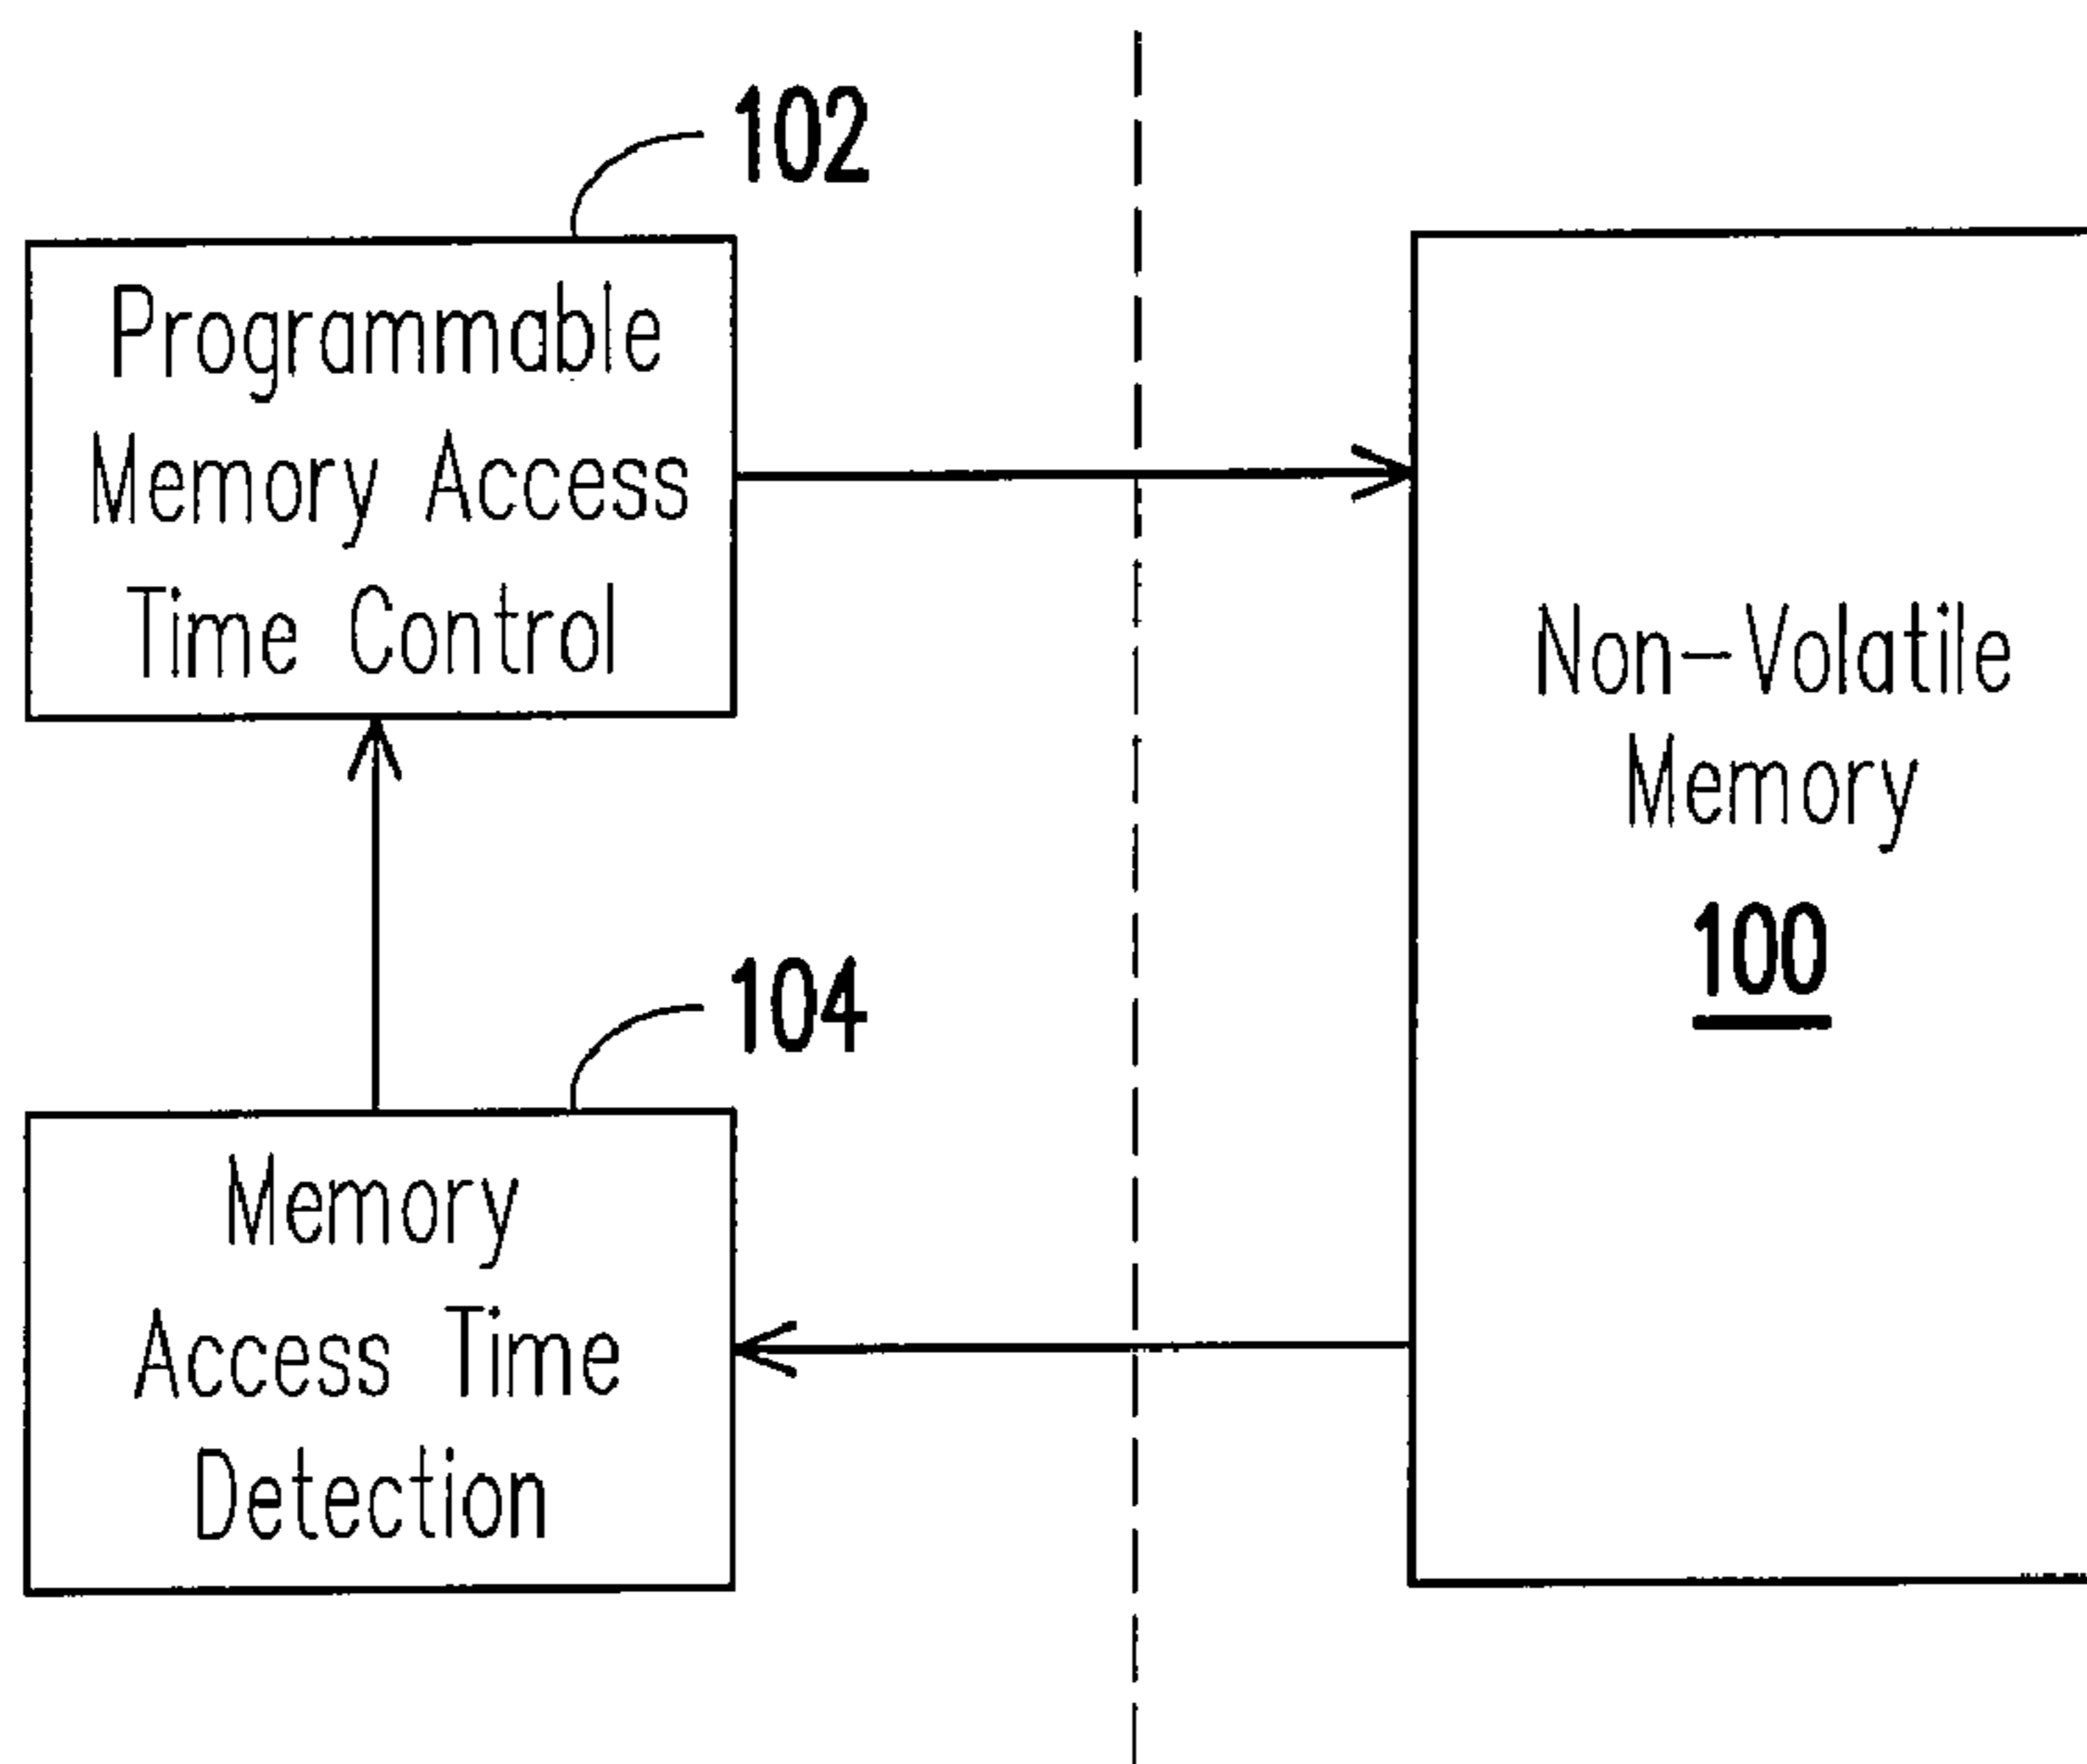 102
Programmable
Memory Access
Time Control
Non-Volatile
Memory
100
104
Memory
Access Time
Detection